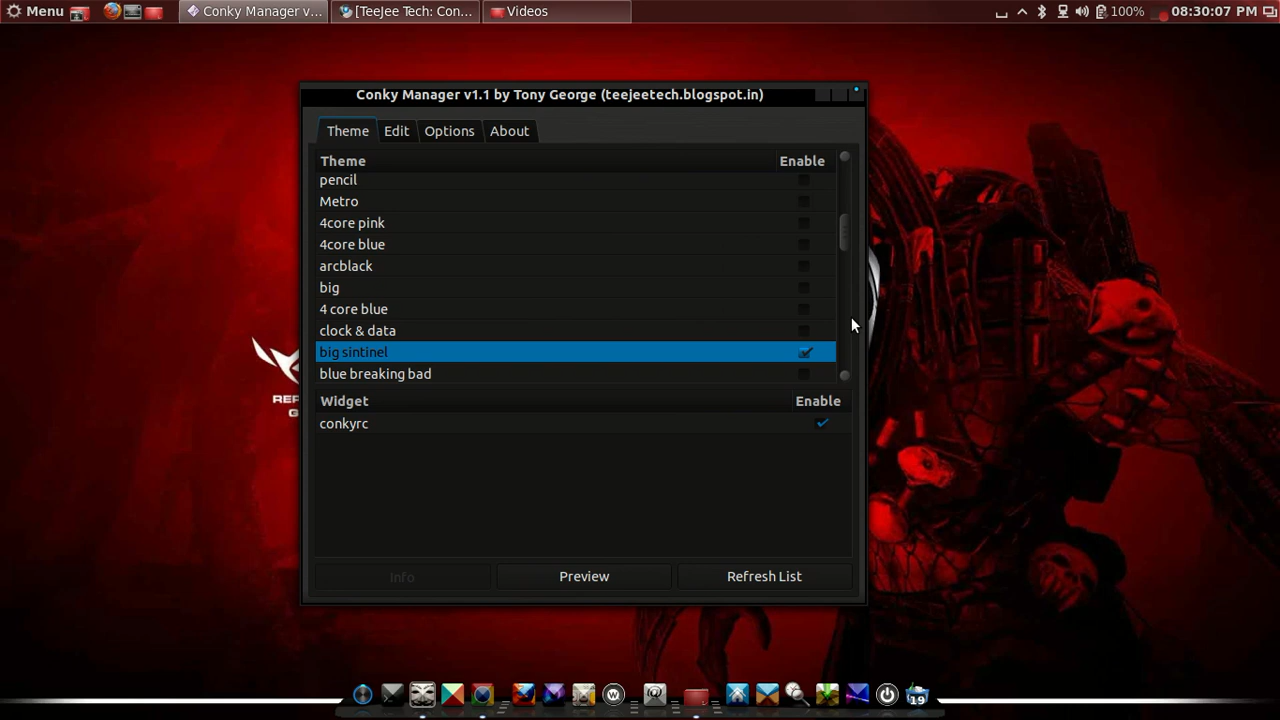 Menu
Conky Manager v...
[TeeJee Tech: Con...
Videos
100%
08:30:07 PM
Conky Manager v1.1 by Tony George (teejeetech.blogspot.in)
Theme
Edit
Options
About
Theme
Enable
pencil
Metro
4core pink
4core blue
arcblack
big
4 core blue
clock & data
big sintinel
blue breaking bad
Widget
Enable
conkyrc
Info
Preview
Refresh List
REP
G
19